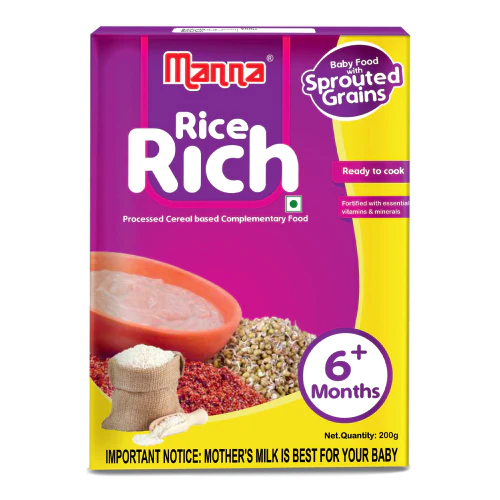 Manna®
Baby Food
with
Sprouted
Grains
Rice
Rich
Ready to cook
Fortified with essential
vitamins & minerals
Processed Cereal based Complementary Food
6+
Months
Net.Quantity: 200g
IMPORTANT NOTICE: MOTHER'S MILK IS BEST FOR YOUR BABY